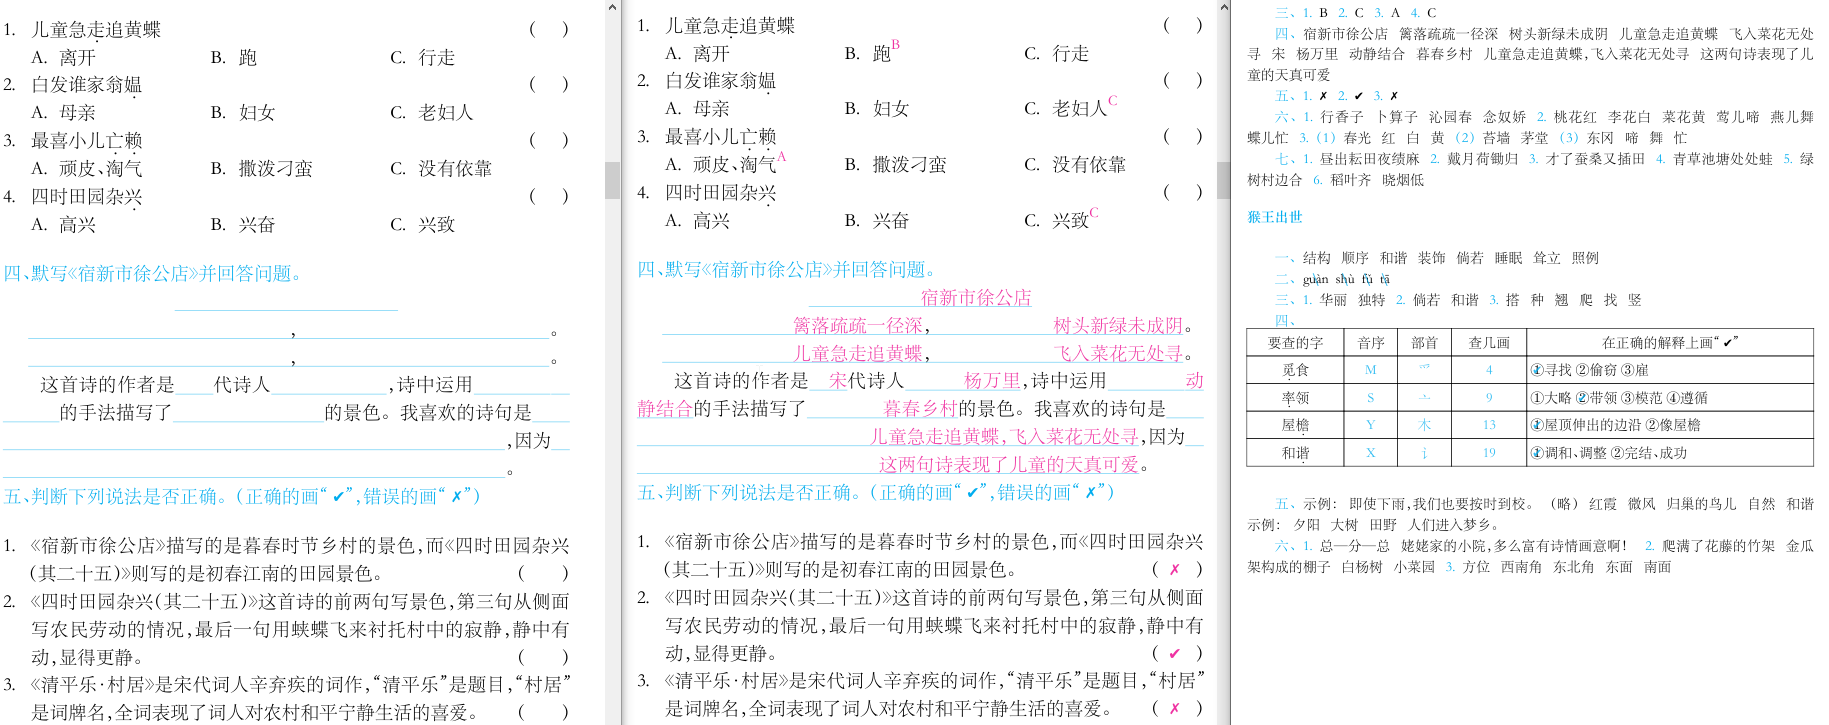 1. 儿童急走追黄蝶 ( )
A. 离开 B. 跑 C. 行走
2. 白发谁家翁媪 ( )
A. 母亲 B. 妇女 C. 老妇人
3. 最喜小儿亡赖 ( )
A. 顽皮、淘气 B. 撒泼刁蛮 C. 没有依靠
4. 四时田园杂兴 ( )
A. 高兴 B. 兴奋 C. 兴致
四、默写《宿新市徐公店》并回答问题。
, 。
, 。
这首诗的作者是 代诗人 ,诗中运用
的手法描写了 的景色。我喜欢的诗句是
,因为
。
五、判断下列说法是否正确。(正确的画“✔”,错误的画“✗”)
1. 《宿新市徐公店》描写的是暮春时节乡村的景色,而《四时田园杂兴
(其二十五)》则写的是初春江南的田园景色。 ( )
2. 《四时田园杂兴(其二十五)》这首诗的前两句写景色,第三句从侧面
写农民劳动的情况,最后一句用蛱蝶飞来衬托村中的寂静,静中有
动,显得更静。 ( )
3. 《清平乐·村居》是宋代词人辛弃疾的词作,“清平乐”是题目,“村居”
是词牌名,全词表现了词人对农村和平宁静生活的喜爱。 ( )
1. 儿童急走追黄蝶 ( )
A. 离开 B. 跑B C. 行走
2. 白发谁家翁媪 ( )
A. 母亲 B. 妇女 C. 老妇人C
3. 最喜小儿亡赖 ( )
A. 顽皮、淘气A B. 撒泼刁蛮 C. 没有依靠
4. 四时田园杂兴 ( )
A. 高兴 B. 兴奋 C. 兴致C
四、默写《宿新市徐公店》并回答问题。
宿新市徐公店
篱落疏疏一径深, 树头新绿未成阴。
儿童急走追黄蝶, 飞入菜花无处寻。
这首诗的作者是 宋代诗人 杨万里,诗中运用 动
静结合的手法描写了 暮春乡村的景色。我喜欢的诗句是
儿童急走追黄蝶,飞入菜花无处寻,因为
这两句诗表现了儿童的天真可爱。
五、判断下列说法是否正确。(正确的画“✔”,错误的画“✗”)
1. 《宿新市徐公店》描写的是暮春时节乡村的景色,而《四时田园杂兴
(其二十五)》则写的是初春江南的田园景色。 ( ✗ )
2. 《四时田园杂兴(其二十五)》这首诗的前两句写景色,第三句从侧面
写农民劳动的情况,最后一句用蛱蝶飞来衬托村中的寂静,静中有
动,显得更静。 ( ✔ )
3. 《清平乐·村居》是宋代词人辛弃疾的词作,“清平乐”是题目,“村居”
是词牌名,全词表现了词人对农村和平宁静生活的喜爱。 ( ✗ )
三、1. B 2. C 3. A 4. C
四、宿新市徐公店 篱落疏疏一径深 树头新绿未成阴 儿童急走追黄蝶 飞入菜花无处
寻 宋 杨万里 动静结合 暮春乡村 儿童急走追黄蝶,飞入菜花无处寻 这两句诗表现了儿
童的天真可爱
五、1. ✗ 2. ✔ 3. ✗
六、1. 行香子 卜算子 沁园春 念奴娇 2. 桃花红 李花白 菜花黄 莺儿啼 燕儿舞
蝶儿忙 3. (1) 春光 红 白 黄 (2) 苔墙 茅堂 (3) 东冈 啼 舞 忙
七、1. 昼出耘田夜绩麻 2. 戴月荷锄归 3. 才了蚕桑又插田 4. 青草池塘处处蛙 5. 绿
树村边合 6. 稻叶齐 晓烟低
猴王出世
一、结构 顺序 和谐 装饰 倘若 睡眠 耸立 照例
二、guàn shù fǔ tā
三、1. 华丽 独特 2. 倘若 和谐 3. 搭 种 翘 爬 找 竖
四、
要查的字 音序 部首 查几画 在正确的解释上画“✔”
觅食 M 爫 4 ①寻找 ②偷窃 ③雇
率领 S 亠 9 ①大略 ②带领 ③模范 ④遵循
屋檐 Y 木 13 ①屋顶伸出的边沿 ②像屋檐
和谐 X 讠 19 ①调和、调整 ②完结、成功
五、示例: 即使下雨,我们也要按时到校。 (略) 红霞 微风 归巢的鸟儿 自然 和谐
示例: 夕阳 大树 田野 人们进入梦乡。
六、1. 总—分—总 姥姥家的小院,多么富有诗情画意啊! 2. 爬满了花藤的竹架 金瓜
架构成的棚子 白杨树 小菜园 3. 方位 西南角 东北角 东面 南面